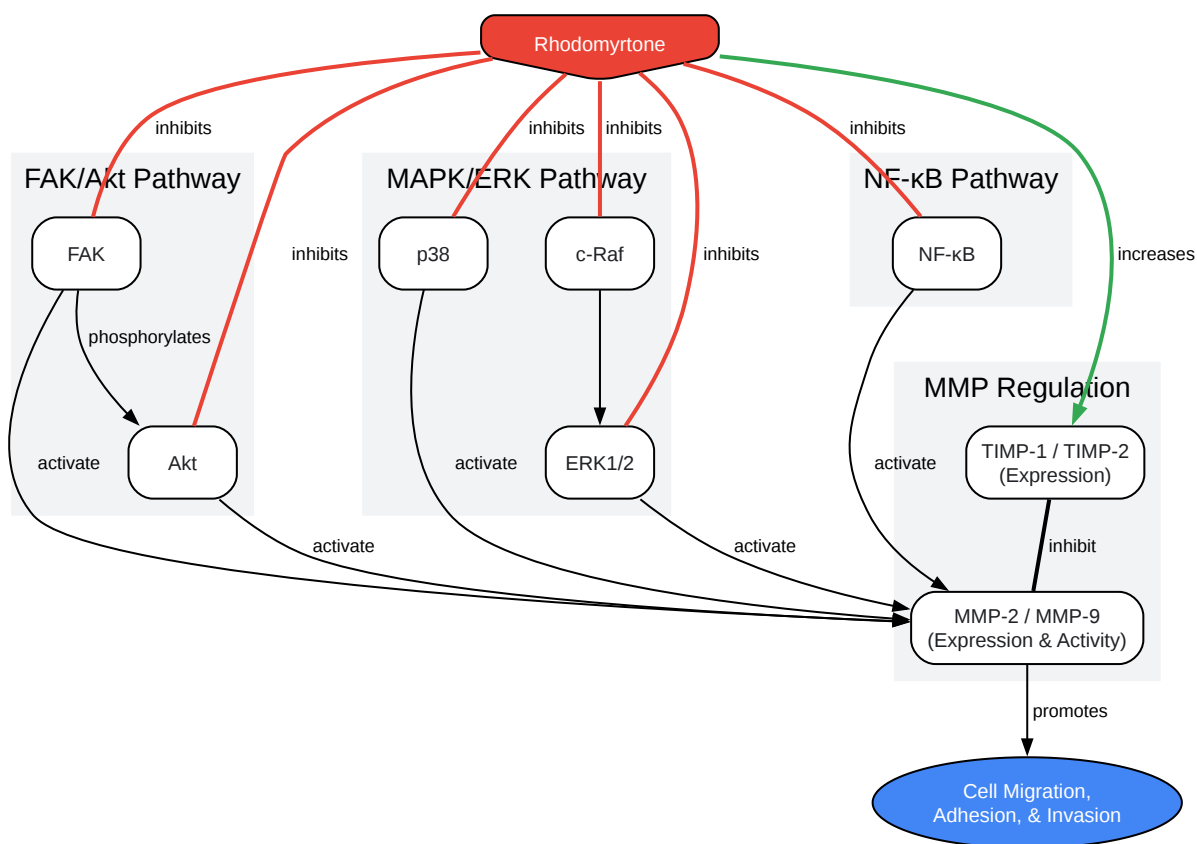 Rhodomyrtone
inhibits
inhibits
inhibits
inhibits
FAK/Akt Pathway
MAPK/ERK Pathway
NF-κB Pathway
FAK
p38
c-Raf
NF-κB
inhibits
inhibits
increases
phosphorylates
MMP Regulation
activate
Akt
activate
ERK1/2
activate
TIMP-1 / TIMP-2
(Expression)
activate
activate
inhibit
MMP-2 / MMP-9
(Expression & Activity)
promotes
Cell Migration,
Adhesion, & Invasion